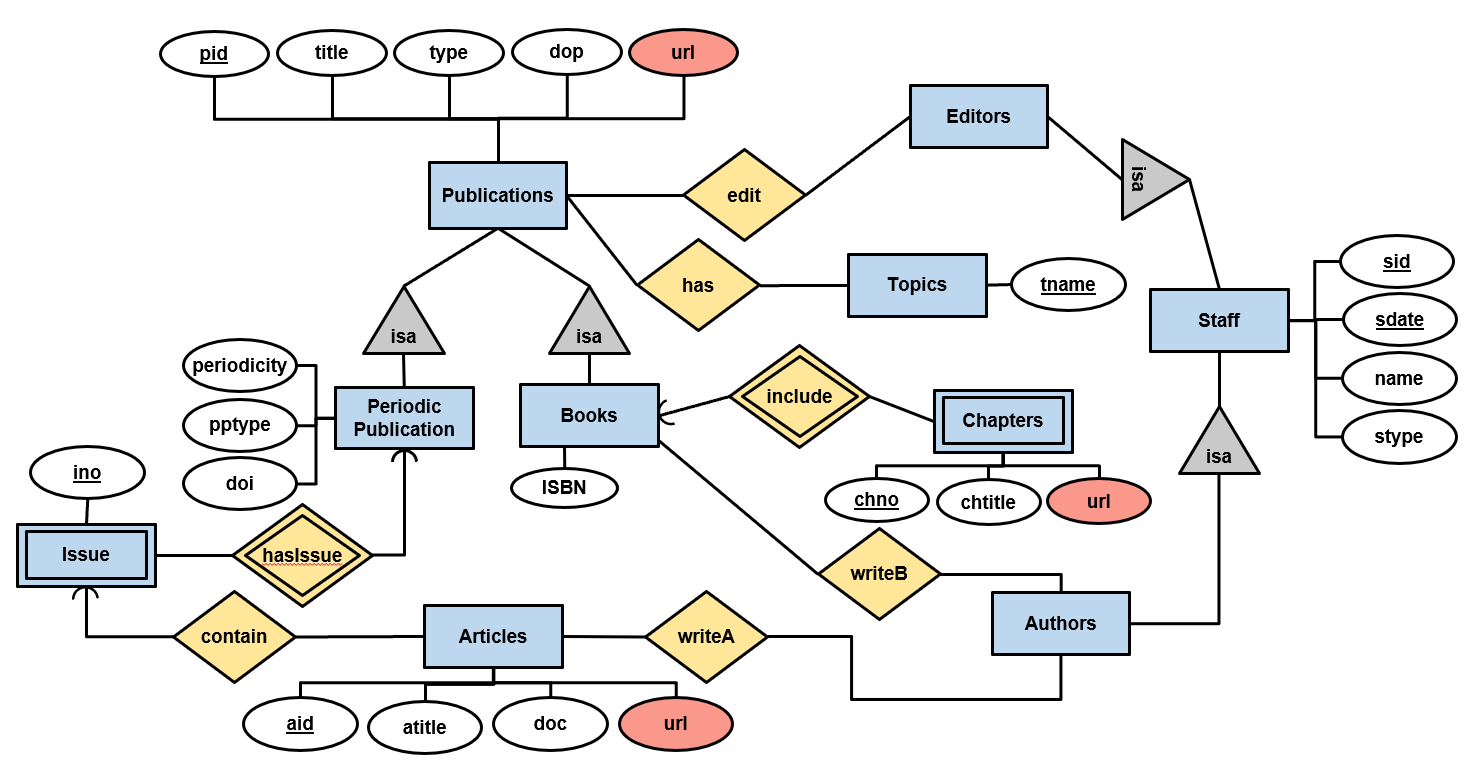 pid
title
type
dop
url
Editors
isa
Publications
edit
has
Topics
tname
sid
sdate
name
stype
Staff
isa
isa
isa
periodicity
pptype
doi
Periodic
Publication
Books
ISBN
include
Chapters
chno
chtitle
url
ino
Issue
hasIssue
writeB
contain
Articles
writeA
Authors
aid
atitle
doc
url